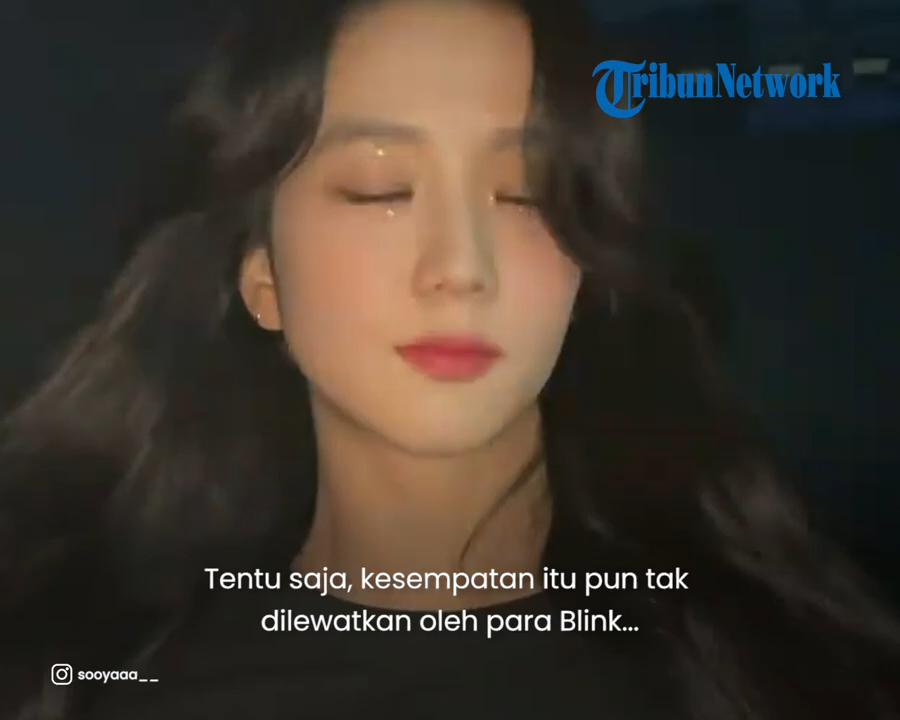 TribunNetwork
Tentu saja, kesempatan itu pun tak
dilewatkan oleh para Blink...
sooyaaa__